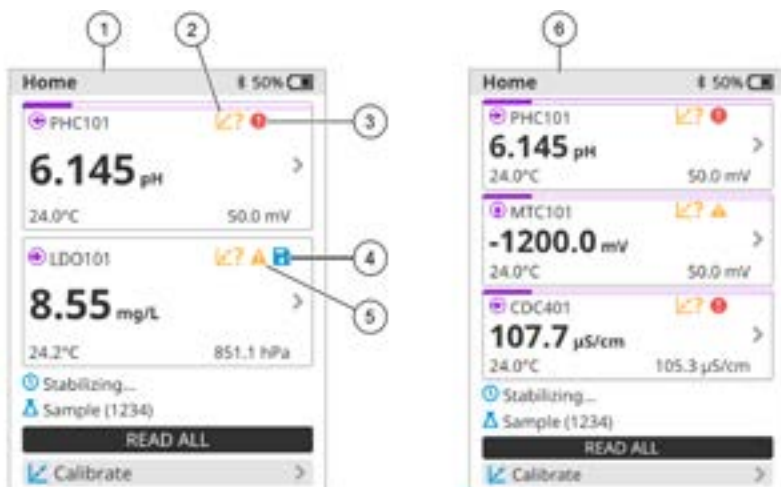 1 2
Home 50%
PHC101 ?
3
6.145 pH
24.0°C 50.0 mV
LDO101 ?
4
5
8.55 mg/L
24.2°C 851.1 hPa
Stabilizing...
Sample (1234)
READ ALL
Calibrate
6
Home 50%
PHC101 ?
6.145 pH
24.0°C 50.0 mV
MTC101 ?
-1200.0 mV
24.0°C 50.0 mV
CDC401 ?
107.7 µS/cm
24.0°C 105.3 µS/cm
Stabilizing...
Sample (1234)
READ ALL
Calibrate